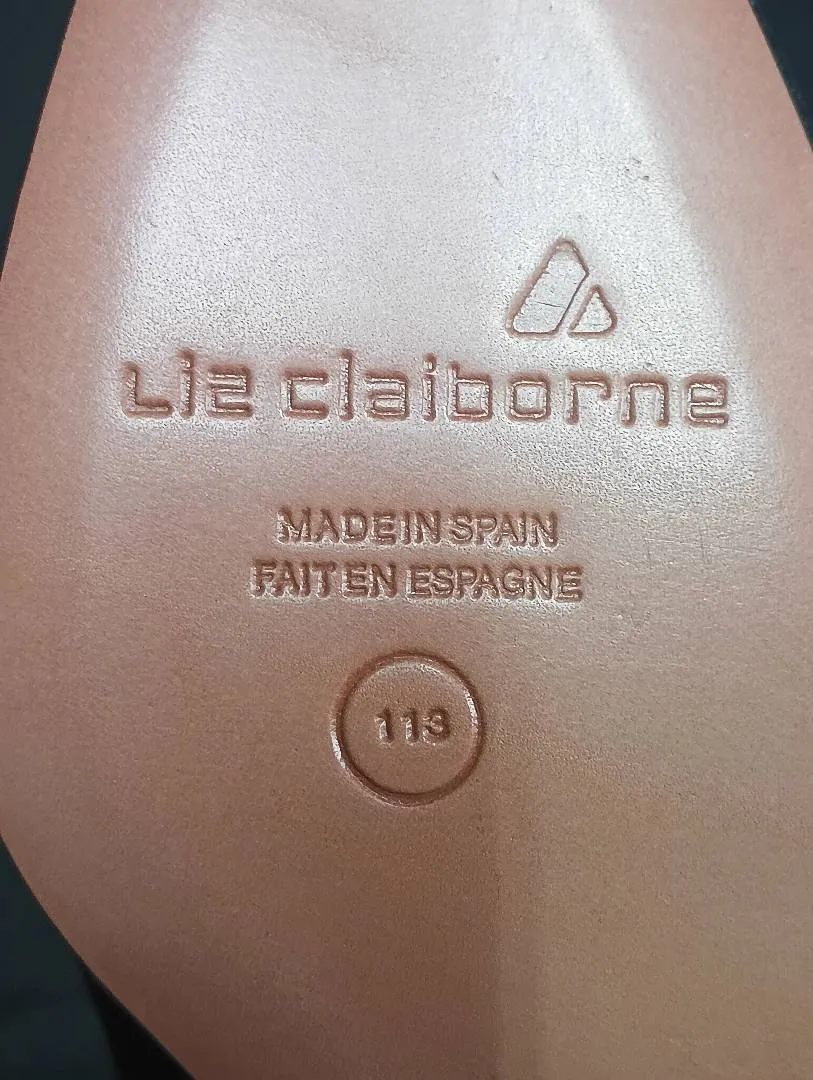 Liz claiborne
MADE IN SPAIN
FAIT EN ESPAGNE
113